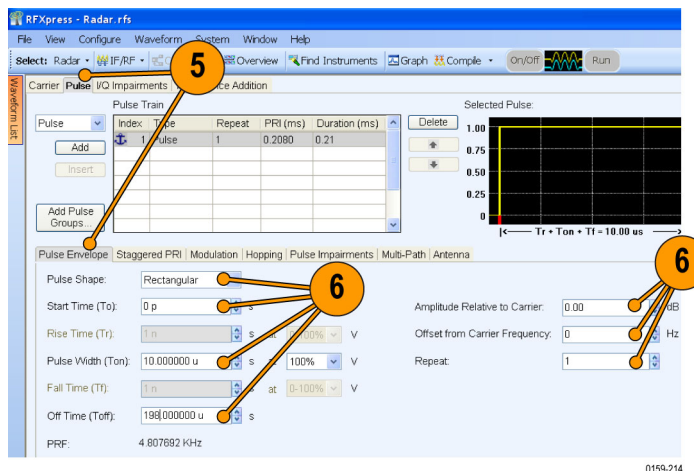 RFXpress - Radar.rfs
File View Configure Waveform System Window Help
Select: Radar IF/RF Overview Find Instruments Graph Compile On/Off Run
5
Waveform List
Carrier Pulse I/Q Impairments Addition
Pulse Train
Selected Pulse:
Pulse
Index Type Repeat PRI (ms) Duration (ms)
Delete
1 Pulse 1 0.2080 0.21
Add
Insert
Add Pulse
Groups...
1.00
0.75
0.50
0.25
0
Tr + Ton + Tf = 10.00 us
Pulse Envelope Staggered PRI Modulation Hopping Pulse Impairments Multi-Path Antenna
6
6
Pulse Shape: Rectangular
Start Time (To): 0 p s
Amplitude Relative to Carrier: 0.00 dB
Rise Time (Tr): 1 n s at V
Offset from Carrier Frequency: 0 Hz
Pulse Width (Ton): 10.000000 u s 100% V
Repeat: 1
Fall Time (Tf): 1 n at 0-100% V
Off Time (Toff): 198.000000 u s
PRF: 4.807692 KHz
0159-214